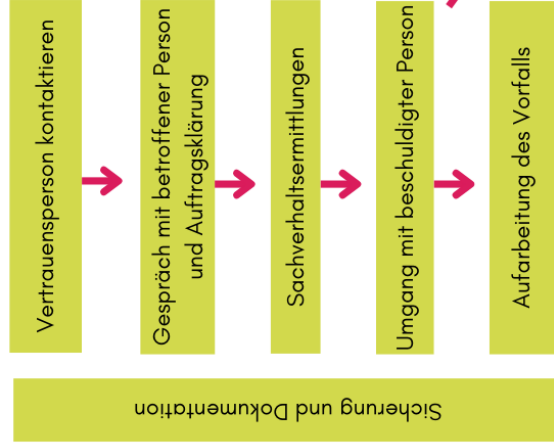 Vertrauensperson kontaktieren
Gespräch mit betroffener Person
und Auftragsklärung
Sachverhaltsermittlungen
Umgang mit beschuldigter Person
Aufarbeitung des Vorfalls
Sicherung und Dokumentation